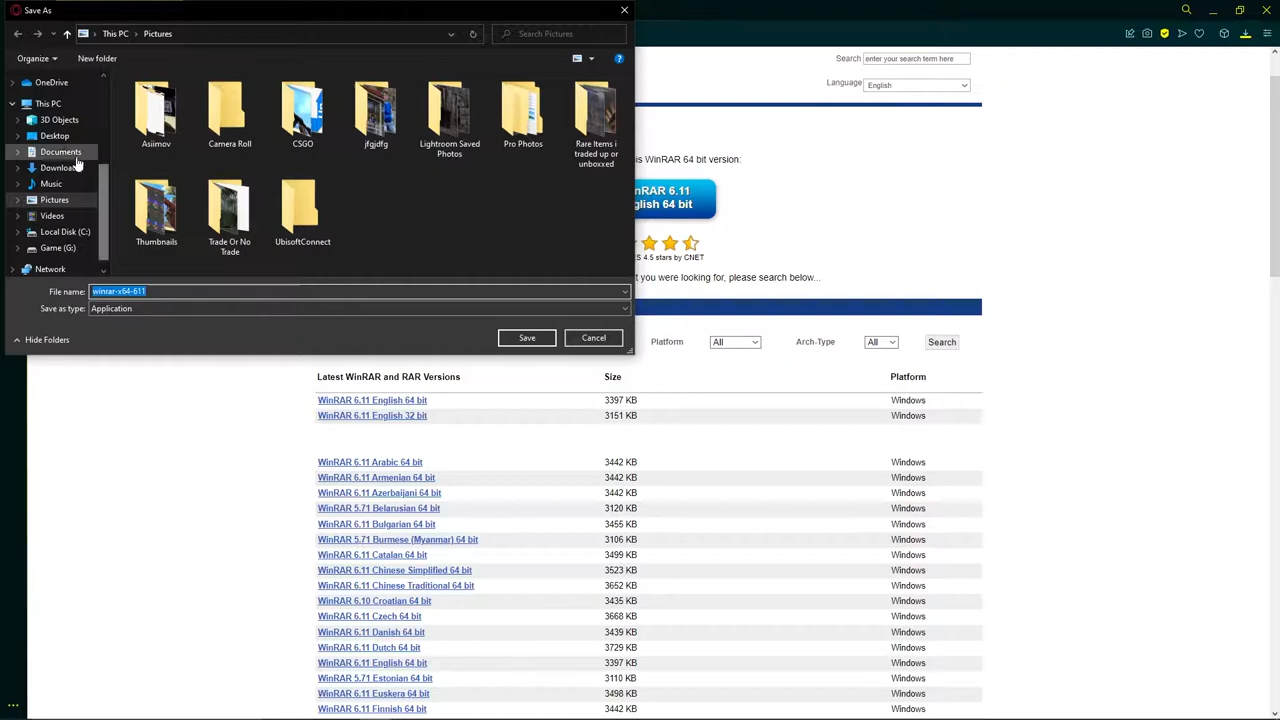 Save As
This PC
Pictures
Search Pictures
Organize
New folder
OneDrive
This PC
3D Objects
Desktop
Documents
Music
Pictures
Videos
Local Disk (C:)
Game (G:)
Network
Asiimov
Camera Roll
CSGO
jfgjdfg
Lightroom Saved
Photos
Pro Photos
Rare Items i
traded up or
unboxxed
Thumbnails
Trade Or No
Trade
UbisoftConnect
File name: winrar-x64-611
Save as type: Application
Hide Folders
Save
Cancel
Search enter your search term here
Language English
is WinRAR 64 bit version:
nRAR 6.11
glish 64 bit
4.5 stars by CNET
t you were looking for, please search below...
Platform All Arch-Type All Search
Latest WinRAR and RAR Versions Size Platform
WinRAR 6.11 English 64 bit 3397 KB Windows
WinRAR 6.11 English 32 bit 3151 KB Windows
WinRAR 6.11 Arabic 64 bit 3442 KB Windows
WinRAR 6.11 Armenian 64 bit 3442 KB Windows
WinRAR 6.11 Azerbaijani 64 bit 3442 KB Windows
WinRAR 5.71 Belarusian 64 bit 3120 KB Windows
WinRAR 6.11 Bulgarian 64 bit 3455 KB Windows
WinRAR 5.71 Burmese (Myanmar) 64 bit 3106 KB Windows
WinRAR 6.11 Catalan 64 bit 3499 KB Windows
WinRAR 6.11 Chinese Simplified 64 bit 3523 KB Windows
WinRAR 6.11 Chinese Traditional 64 bit 3652 KB Windows
WinRAR 6.10 Croatian 64 bit 3435 KB Windows
WinRAR 6.11 Czech 64 bit 3668 KB Windows
WinRAR 6.11 Danish 64 bit 3439 KB Windows
WinRAR 6.11 Dutch 64 bit 3729 KB Windows
WinRAR 6.11 English 64 bit 3397 KB Windows
WinRAR 5.71 Estonian 64 bit 3110 KB Windows
WinRAR 6.11 Euskera 64 bit 3498 KB Windows
WinRAR 6.11 Finnish 64 bit 3442 KB Windows